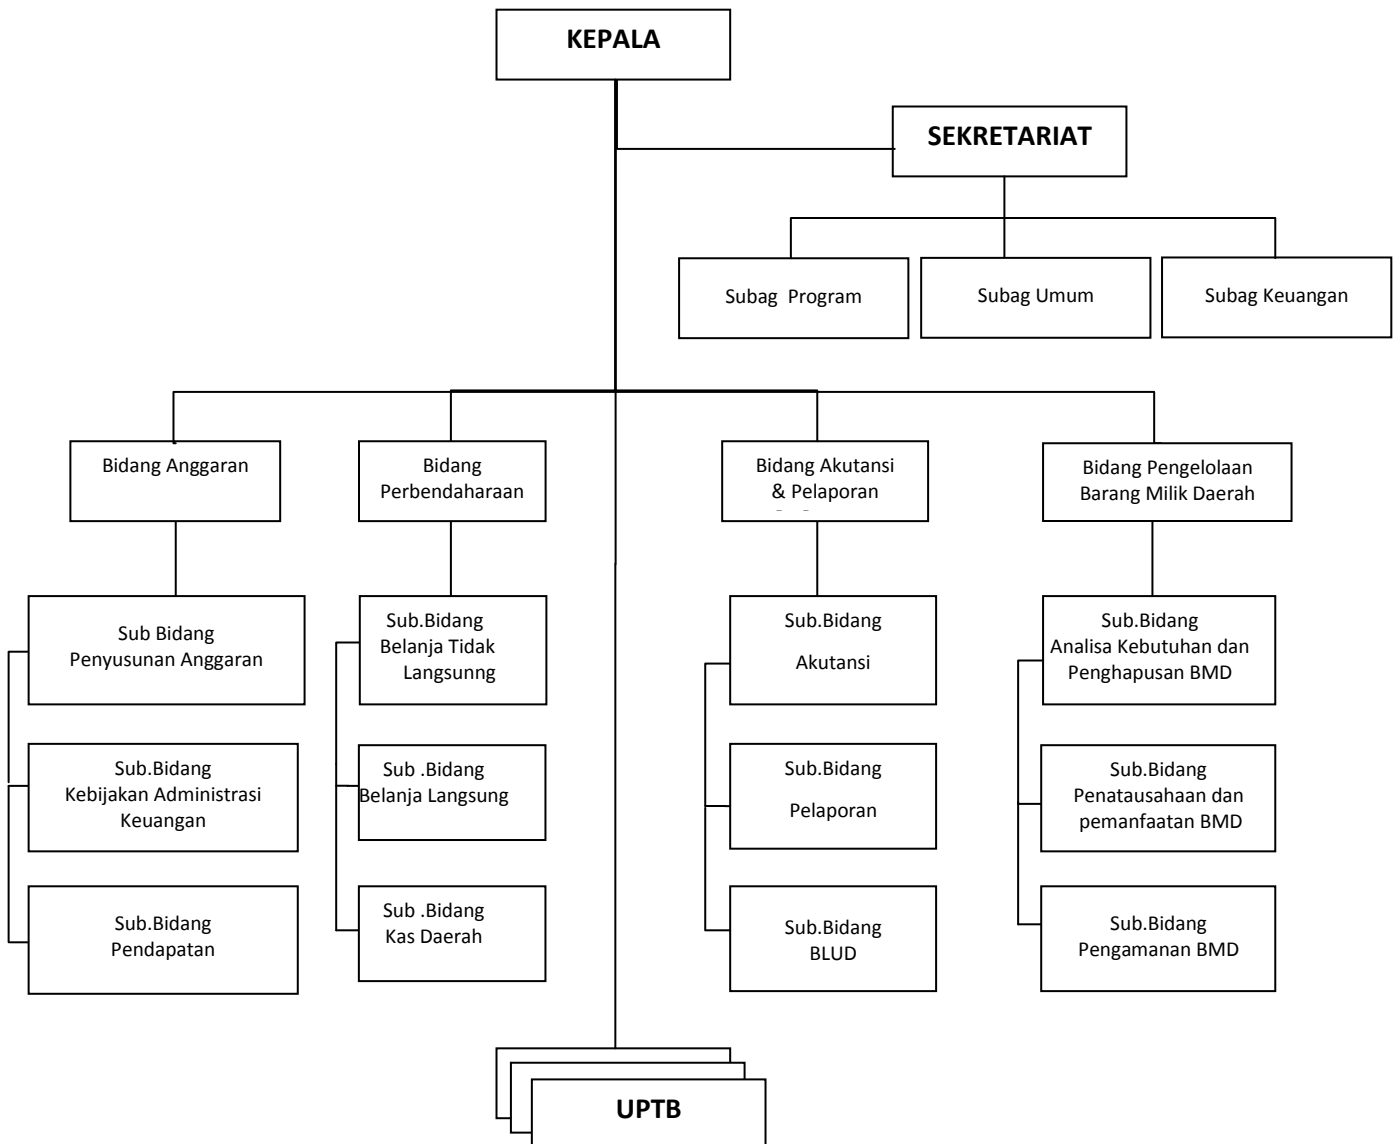 KEPALA
SEKRETARIAT
Subag Program
Subag Umum
Subag Keuangan
Bidang Anggaran
Bidang
Perbendaharaan
Bidang Akutansi
& Pelaporan
Bidang Pengelolaan
Barang Milik Daerah
Sub Bidang
Penyusunan Anggaran
Sub.Bidang
Belanja Tidak
Langsunng
Sub.Bidang
Akutansi
Sub.Bidang
Analisa Kebutuhan dan
Penghapusan BMD
Sub.Bidang
Kebijakan Administrasi
Keuangan
Sub .Bidang
Belanja Langsung
Sub.Bidang
Pelaporan
Sub.Bidang
Penatausahaan dan
pemanfaatan BMD
Sub.Bidang
Pendapatan
Sub .Bidang
Kas Daerah
Sub.Bidang
BLUD
Sub.Bidang
Pengamanan BMD
UPTB